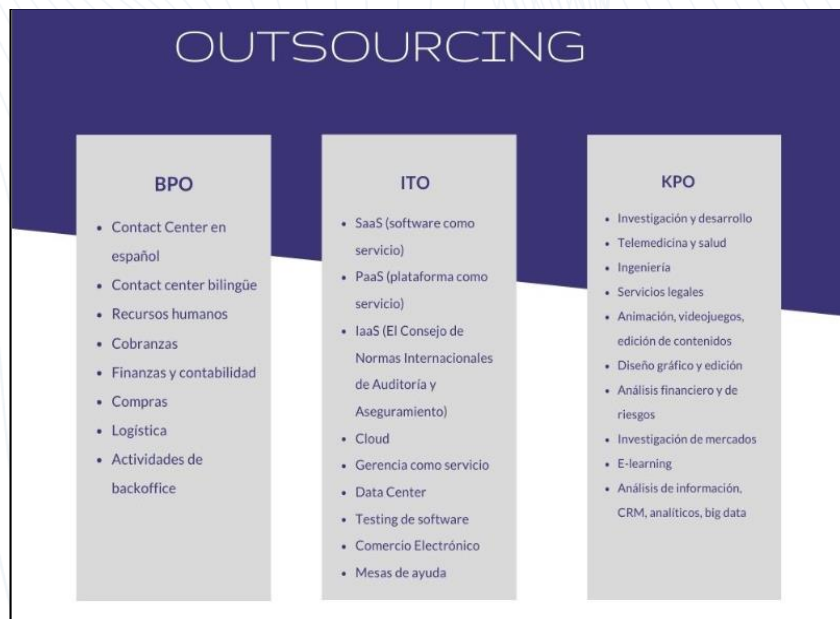 OUTSOURCING
BPO
• Contact Center en
español
• Contact center bilingüe
• Recursos humanos
• Cobranzas
• Finanzas y contabilidad
• Compras
• Logística
• Actividades de
backoffice
ITO
• SaaS (software como
servicio)
• PaaS (plataforma como
servicio)
• IaaS (El Consejo de
Normas Internacionales
de Auditoría y
Aseguramiento)
• Cloud
• Gerencia como servicio
• Data Center
• Testing de software
• Comercio Electrónico
• Mesas de ayuda
KPO
• Investigación y desarrollo
• Telemedicina y salud
• Ingeniería
• Servicios legales
• Animación, videojuegos,
edición de contenidos
• Diseño gráfico y edición
• Análisis financiero y de
riesgos
• Investigación de mercados
• E-learning
• Análisis de información,
CRM, analíticos, big data